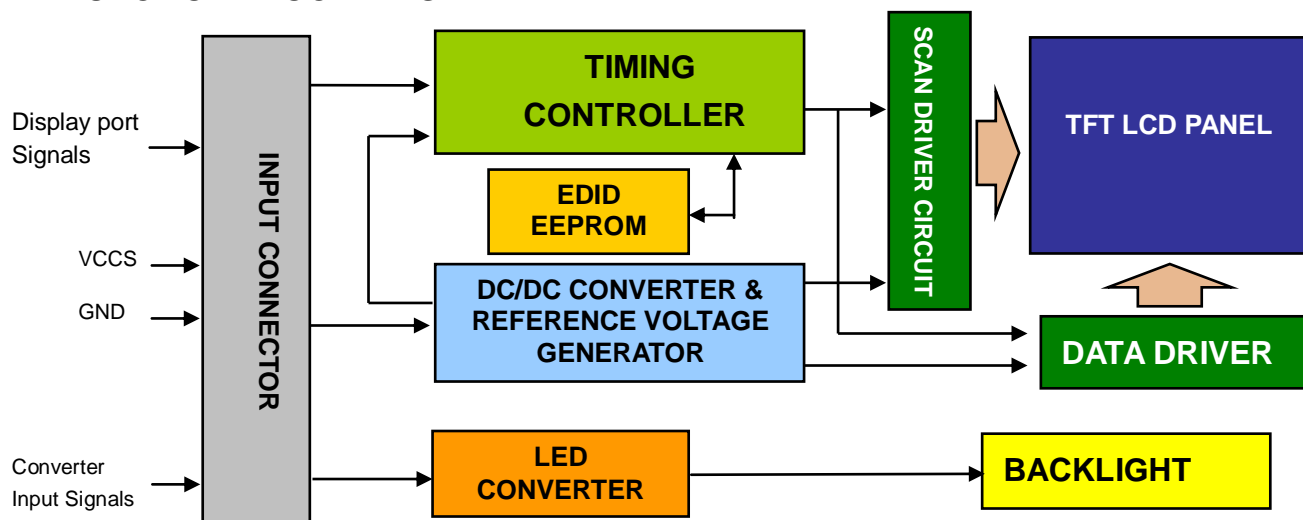 Display port
Signals
VCCS
GND
Converter
Input Signals
INPUT CONNECTOR
TIMING
CONTROLLER
EDID
EEPROM
DC/DC CONVERTER &
REFERENCE VOLTAGE
GENERATOR
LED
CONVERTER
SCAN DRIVER CIRCUIT
TFT LCD PANEL
DATA DRIVER
BACKLIGHT